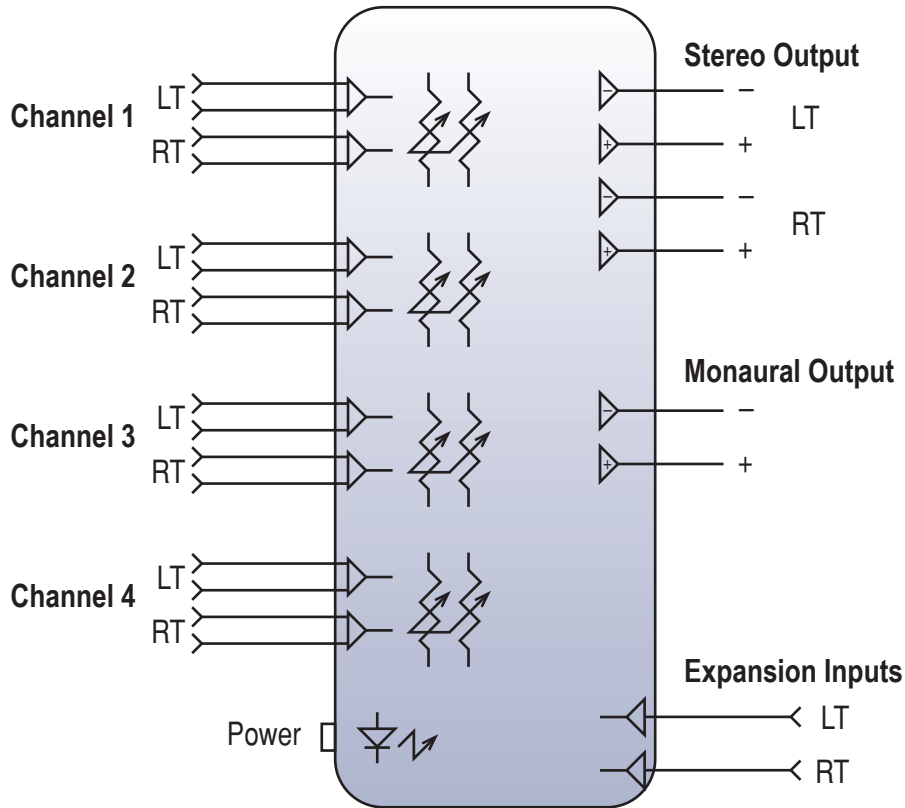 Channel 1
LT
RT
Channel 2
LT
RT
Channel 3
LT
RT
Channel 4
LT
RT
Power
Stereo Output
−
LT
+
−
RT
+
Monaural Output
−
+
Expansion Inputs
LT
RT
−
+
−
+
−
+